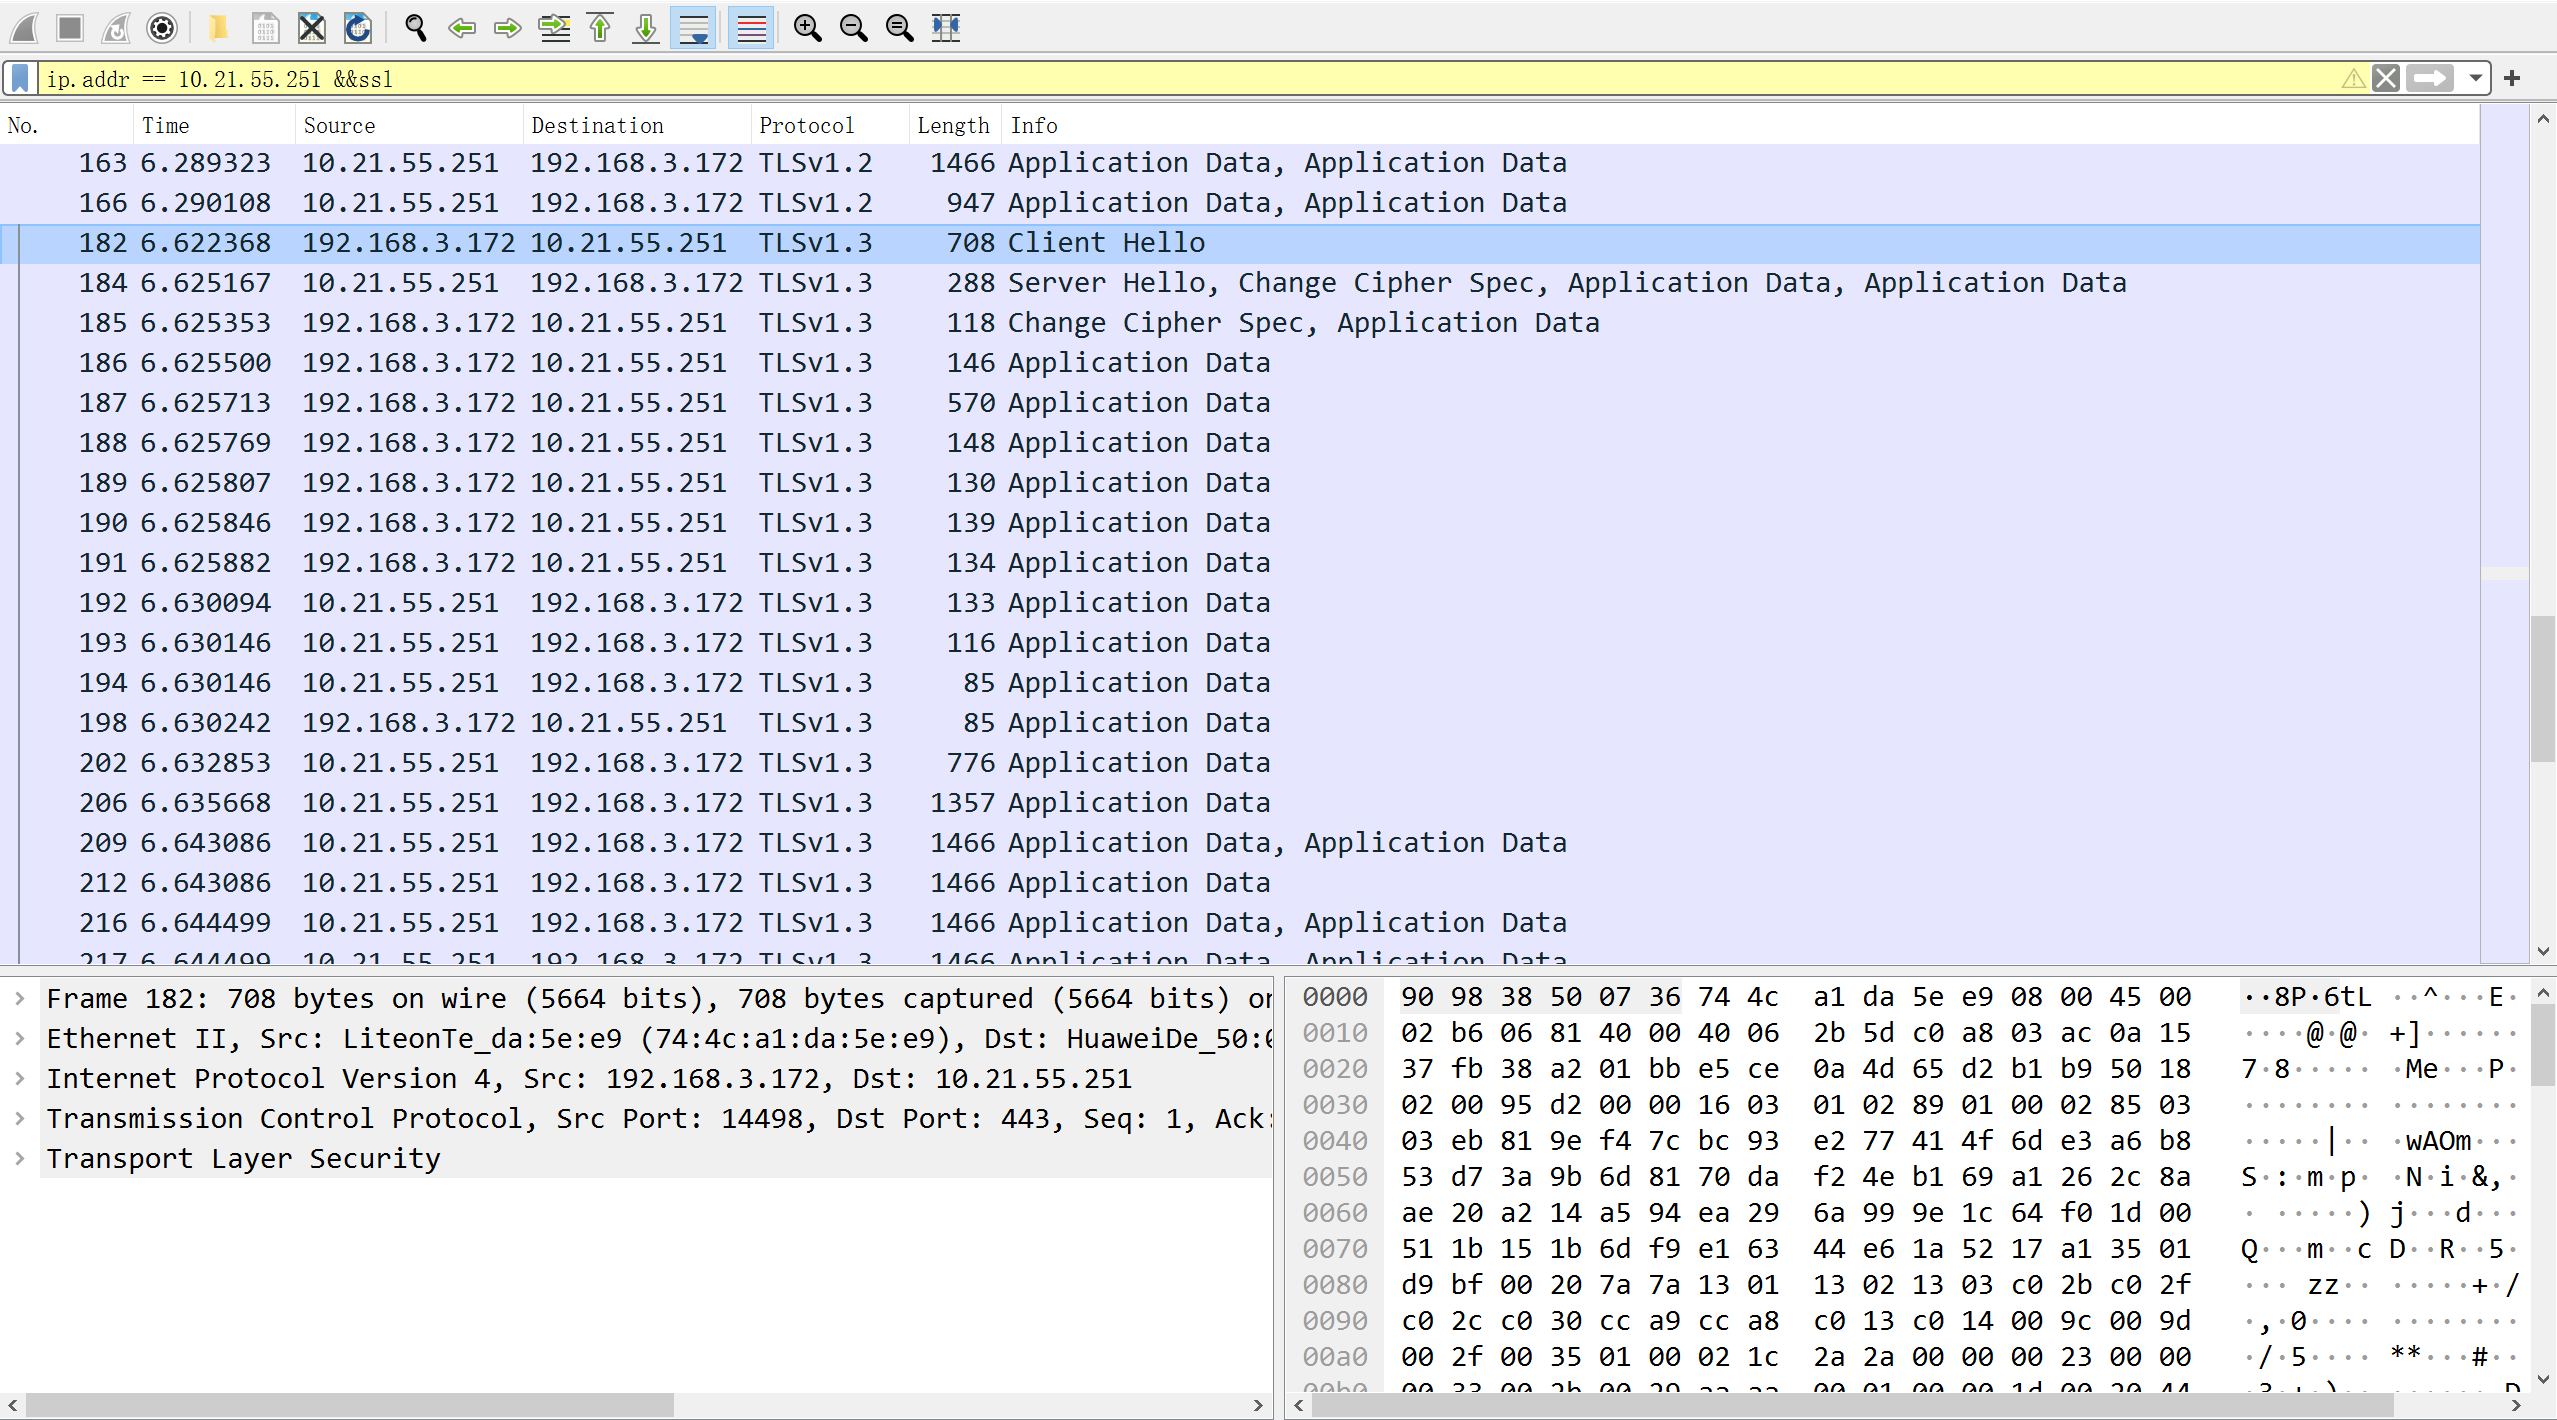 ip.addr == 10.21.55.251 &&ssl
No. Time Source Destination Protocol Length Info
163 6.289323 10.21.55.251 192.168.3.172 TLSv1.2 1466 Application Data, Application Data
166 6.290108 10.21.55.251 192.168.3.172 TLSv1.2 947 Application Data, Application Data
182 6.622368 192.168.3.172 10.21.55.251 TLSv1.3 708 Client Hello
184 6.625167 10.21.55.251 192.168.3.172 TLSv1.3 288 Server Hello, Change Cipher Spec, Application Data, Application Data
185 6.625353 192.168.3.172 10.21.55.251 TLSv1.3 118 Change Cipher Spec, Application Data
186 6.625500 192.168.3.172 10.21.55.251 TLSv1.3 146 Application Data
187 6.625713 192.168.3.172 10.21.55.251 TLSv1.3 570 Application Data
188 6.625769 192.168.3.172 10.21.55.251 TLSv1.3 148 Application Data
189 6.625807 192.168.3.172 10.21.55.251 TLSv1.3 130 Application Data
190 6.625846 192.168.3.172 10.21.55.251 TLSv1.3 139 Application Data
191 6.625882 192.168.3.172 10.21.55.251 TLSv1.3 134 Application Data
192 6.630094 10.21.55.251 192.168.3.172 TLSv1.3 133 Application Data
193 6.630146 10.21.55.251 192.168.3.172 TLSv1.3 116 Application Data
194 6.630146 10.21.55.251 192.168.3.172 TLSv1.3 85 Application Data
198 6.630242 192.168.3.172 10.21.55.251 TLSv1.3 85 Application Data
202 6.632853 10.21.55.251 192.168.3.172 TLSv1.3 776 Application Data
206 6.635668 10.21.55.251 192.168.3.172 TLSv1.3 1357 Application Data
209 6.643086 10.21.55.251 192.168.3.172 TLSv1.3 1466 Application Data, Application Data
212 6.643086 10.21.55.251 192.168.3.172 TLSv1.3 1466 Application Data
216 6.644499 10.21.55.251 192.168.3.172 TLSv1.3 1466 Application Data, Application Data
217 6.644499 10.21.55.251 192.168.3.172 TLSv1.3 1466 Application Data, Application Data
Frame 182: 708 bytes on wire (5664 bits), 708 bytes captured (5664 bits) or
Ethernet II, Src: LiteonTe_da:5e:e9 (74:4c:a1:da:5e:e9), Dst: HuaweiDe_50:0
Internet Protocol Version 4, Src: 192.168.3.172, Dst: 10.21.55.251
Transmission Control Protocol, Src Port: 14498, Dst Port: 443, Seq: 1, Ack:
Transport Layer Security
0000 90 98 38 50 07 36 74 4c a1 da 5e e9 08 00 45 00 ··8P·6tL ··^···E·
0010 02 b6 06 81 40 00 40 06 2b 5d c0 a8 03 ac 0a 15 ····@·@· +]······
0020 37 fb 38 a2 01 bb e5 ce 0a 4d 65 d2 b1 b9 50 18 7·8····· ·Me···P·
0030 02 00 95 d2 00 00 16 03 01 02 89 01 00 02 85 03 ········ ········
0040 03 eb 81 9e f4 7c bc 93 e2 77 41 4f 6d e3 a6 b8 ·····|·· ·wAOm···
0050 53 d7 3a 9b 6d 81 70 da f2 4e b1 69 a1 26 2c 8a S·:·m·p· ·N·i·&,·
0060 ae 20 a2 14 a5 94 ea 29 6a 99 9e 1c 64 f0 1d 00 · ·····) j···d···
0070 51 1b 15 1b 6d f9 e1 63 44 e6 1a 52 17 a1 35 01 Q···m··c D··R··5·
0080 d9 bf 00 20 7a 7a 13 01 13 02 13 03 c0 2b c0 2f ··· zz·· ·····+·/
0090 c0 2c c0 30 cc a9 cc a8 c0 13 c0 14 00 9c 00 9d ·,·0···· ········
00a0 00 2f 00 35 01 00 02 1c 2a 2a 00 00 00 23 00 00 ·/·5···· **···#··
00b0 00 33 00 2b 00 29 aa aa 00 01 00 00 1d 00 20 44